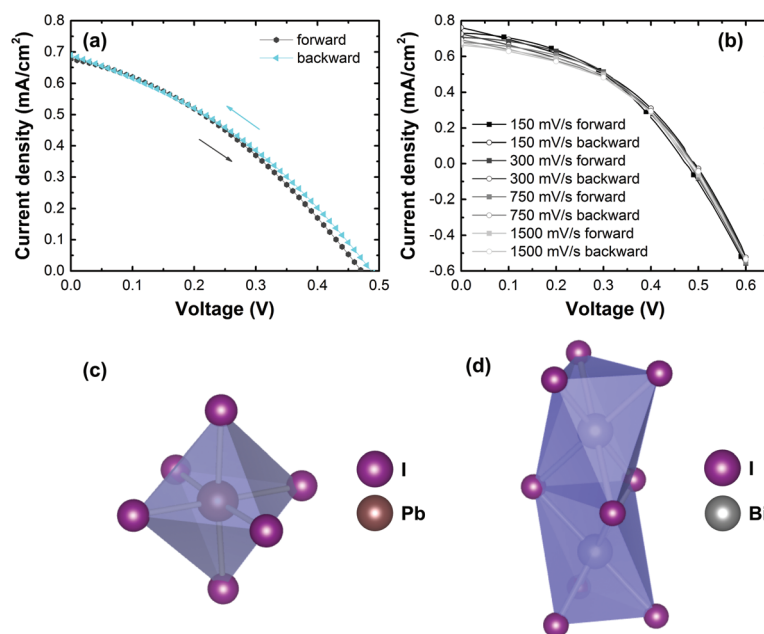 (a)
forward
backward
Current density (mA/cm²)
0.8
0.7
0.6
0.5
0.4
0.3
0.2
0.1
0.0
0.0 0.1 0.2 0.3 0.4 0.5
Voltage (V)
(b)
Current density (mA/cm²)
0.8
0.6
0.4
0.2
0.0
-0.2
-0.4
-0.6
150 mV/s forward
150 mV/s backward
300 mV/s forward
300 mV/s backward
750 mV/s forward
750 mV/s backward
1500 mV/s forward
1500 mV/s backward
0.0 0.1 0.2 0.3 0.4 0.5 0.6
Voltage (V)
(c)
I
Pb
(d)
I
Bi